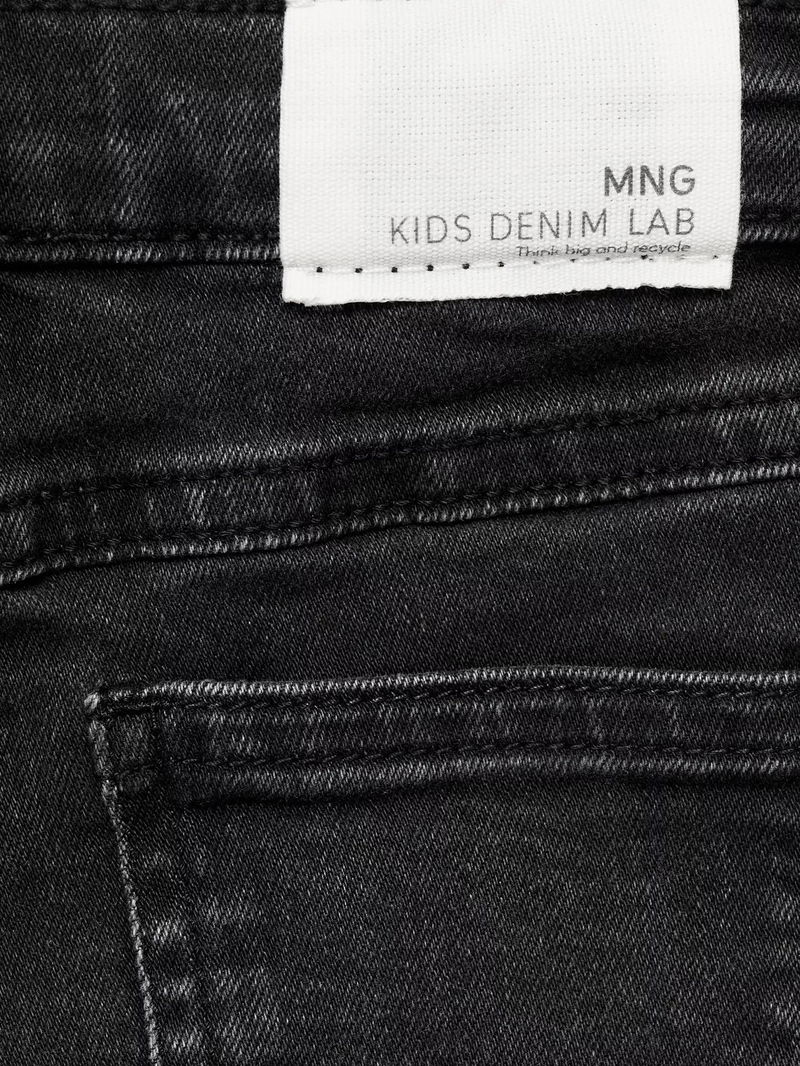 MNG
KIDS DENIM LAB
Think big and recycle